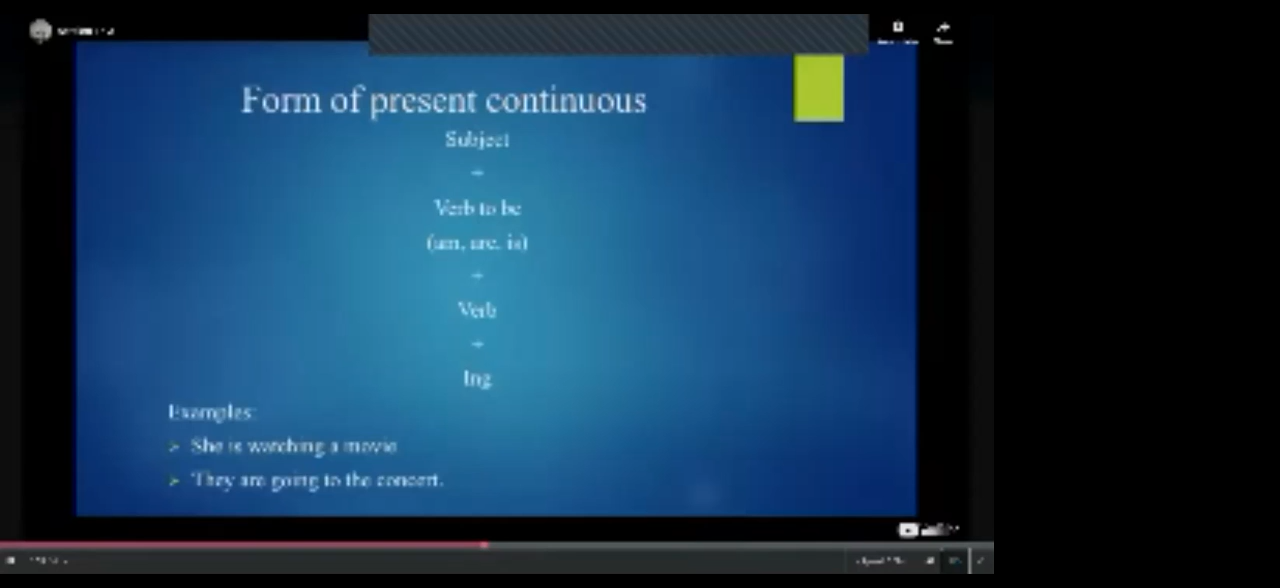 Form of present continuous
Subject
+
Verb to be
(am, are, is)
+
Verb
+
Ing
Examples:
➢ She is watching a movie
➢ They are going to the concert.